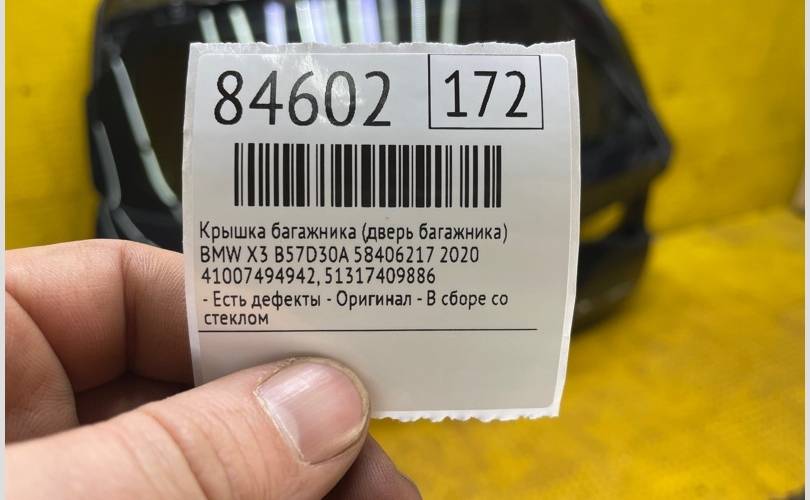 84602 172
Крышка багажника (дверь багажника)
BMW X3 B57D30A 58406217 2020
41007494942, 51317409886
- Есть дефекты - Оригинал - В сборе со
стеклом